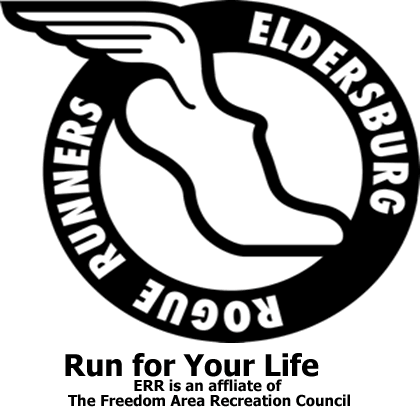 ELDERSBURG
ROGUE RUNNERS
Run for Your Life
ERR is an affliate of
The Freedom Area Recreation Council